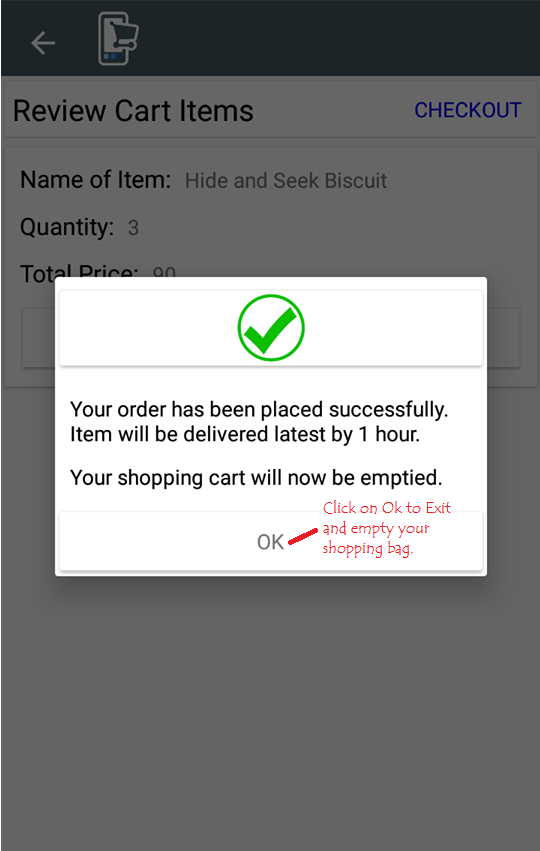 Review Cart Items CHECKOUT
Name of Item: Hide and Seek Biscuit
Quantity: 3
Total Price: 90
Your order has been placed successfully.
Item will be delivered latest by 1 hour.
Your shopping cart will now be emptied.
OK
Click on Ok to Exit
and empty your
shopping bag.